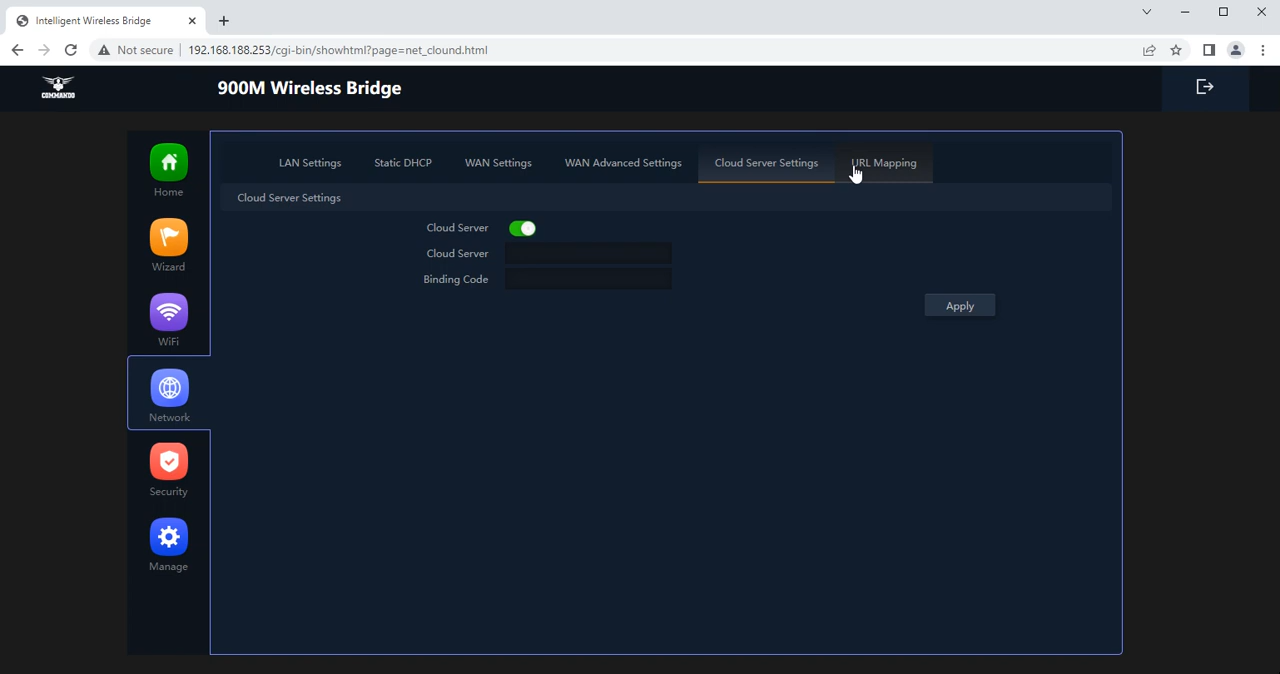 Intelligent Wireless Bridge
Not secure
192.168.188.253/cgi-bin/showhtml?page=net_clound.html
COMMANDO
900M Wireless Bridge
Home
Wizard
WiFi
Network
Security
Manage
LAN Settings Static DHCP WAN Settings WAN Advanced Settings Cloud Server Settings URL Mapping
Cloud Server Settings
Cloud Server
Cloud Server
Binding Code
Apply